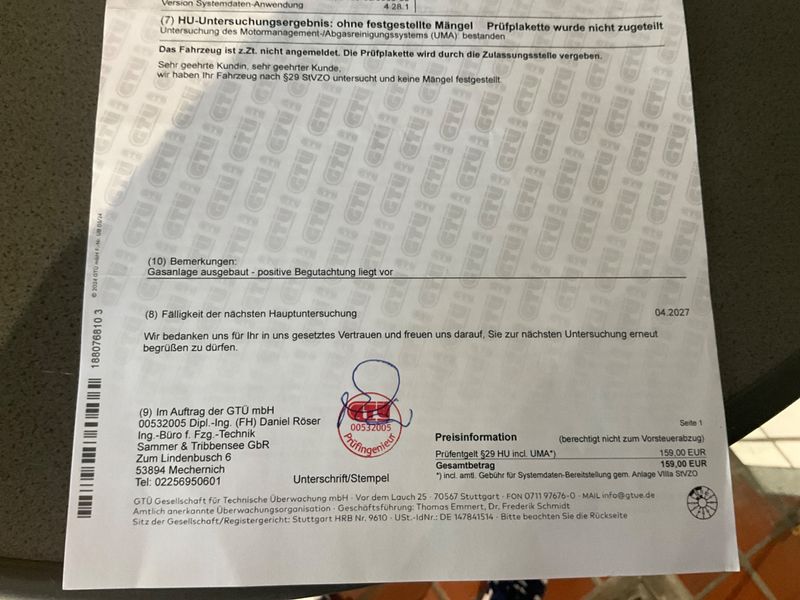 Version Systemdaten-Anwendung 4.28.1
(7) HU-Untersuchungsergebnis: ohne festgestellte Mängel Prüfplakette wurde nicht zugeteilt
Untersuchung des Motormanagement-/Abgasreinigungssystems (UMA): bestanden
Das Fahrzeug ist z.Zt. nicht angemeldet. Die Prüfplakette wird durch die Zulassungsstelle vergeben.
Sehr geehrte Kundin, sehr geehrter Kunde,
wir haben Ihr Fahrzeug nach §29 StVZO untersucht und keine Mängel festgestellt.
(10) Bemerkungen:
Gasanlage ausgebaut - positive Begutachtung liegt vor
(8) Fälligkeit der nächsten Hauptuntersuchung 04.2027
Wir bedanken uns für Ihr in uns gesetztes Vertrauen und freuen uns darauf, Sie zur nächsten Untersuchung erneut
begrüßen zu dürfen.
188076810 3
(9) Im Auftrag der GTÜ mbH
00532005 Dipl.-Ing. (FH) Daniel Röser
Ing.-Büro f. Fzg.-Technik
Sammer & Tribbensee GbR
Zum Lindenbusch 6
53894 Mechernich
Tel: 02256950601
GTÜ
00532005
Prüfingenieur
Unterschrift/Stempel
Seite 1
Preisinformation (berechtigt nicht zum Vorsteuerabzug)
Prüfentgelt §29 HU incl. UMA*) 159,00 EUR
Gesamtbetrag 159,00 EUR
*) incl. amtl. Gebühr für Systemdaten-Bereitstellung gem. Anlage VIIIa StVZO
GTÜ Gesellschaft für Technische Überwachung mbH · Vor dem Lauch 25 · 70567 Stuttgart · FON 0711 97676-0 · MAIL info@gtue.de
Amtlich anerkannte Überwachungsorganisation · Geschäftsführung: Thomas Emmert, Dr. Frederik Schmidt
Sitz der Gesellschaft/Registergericht: Stuttgart HRB Nr. 9610 · USt.-IdNr.: DE 147841514 · Bitte beachten Sie die Rückseite